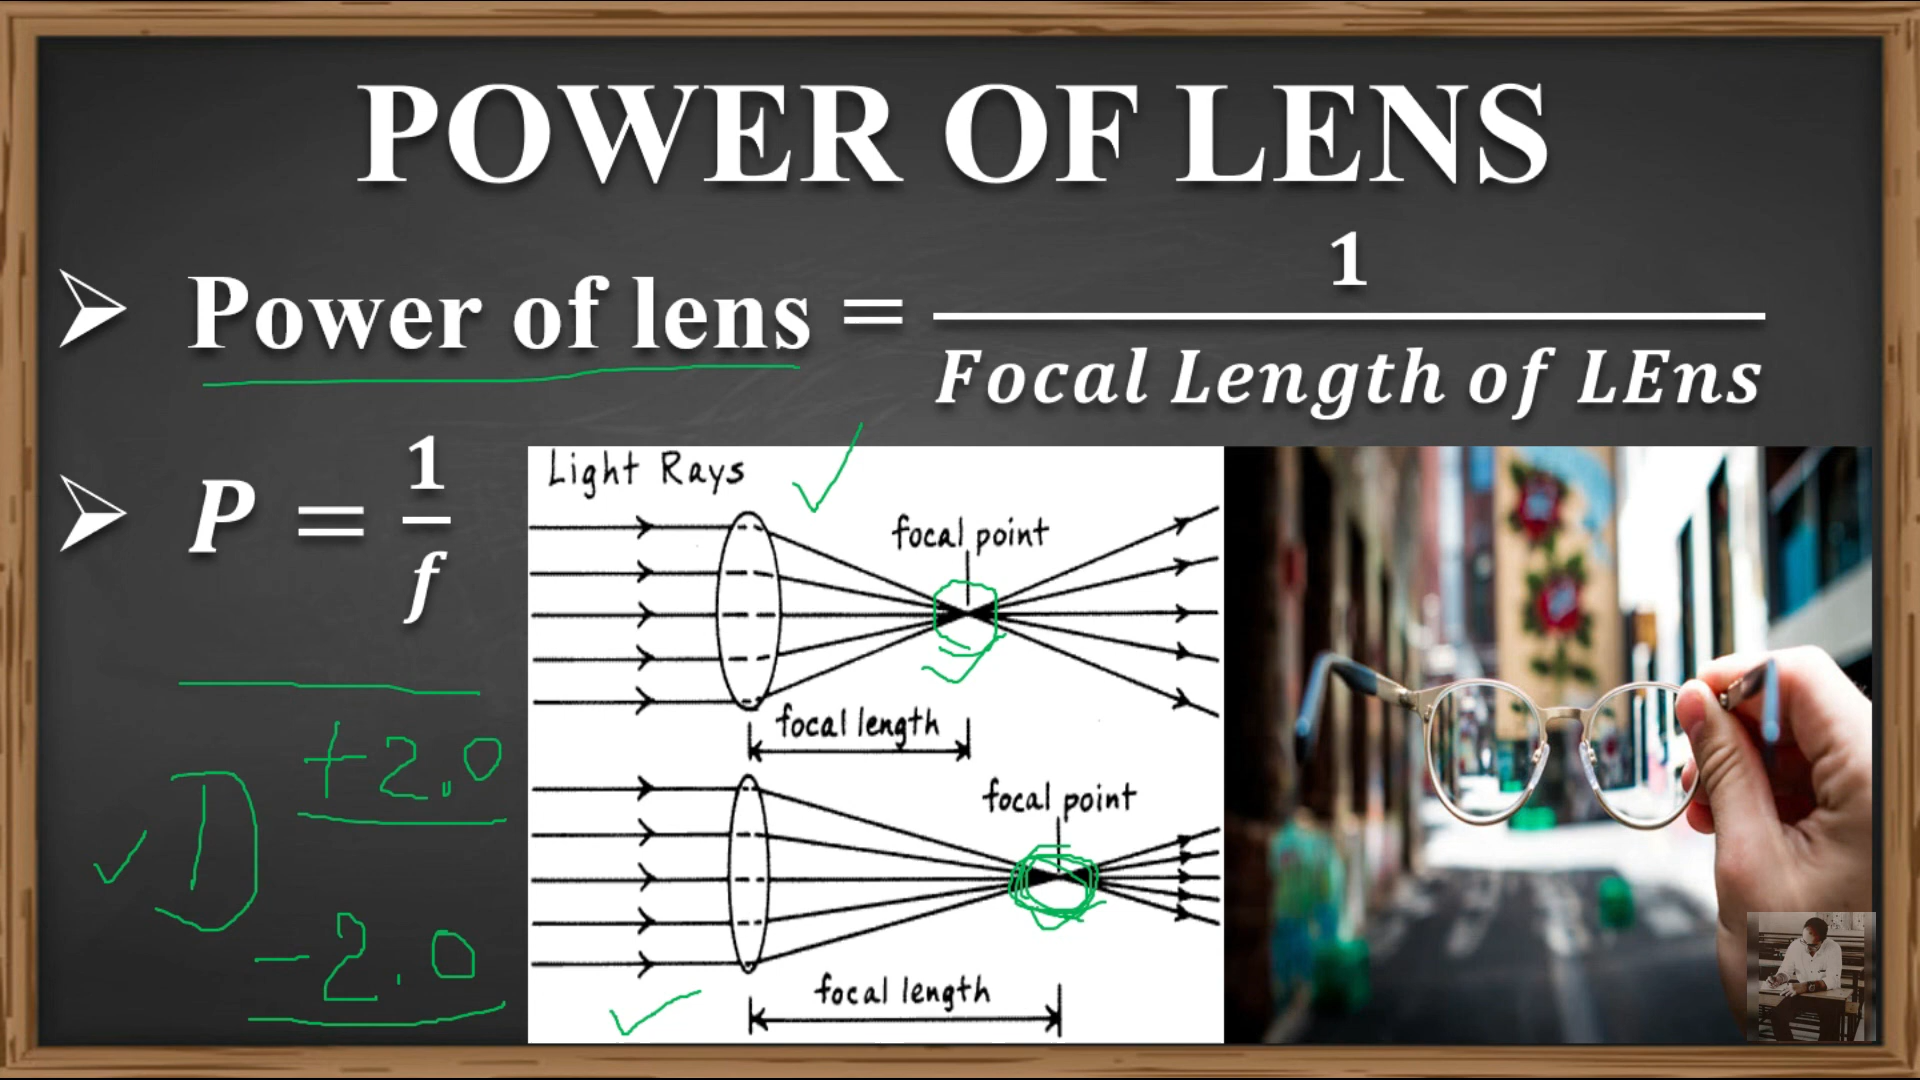 POWER OF LENS
➢ Power of lens = 1 / Focal Length of LEns
➢ P = 1 / f
+2.0
D
-2.0
Light Rays
focal point
focal length
focal point
focal length